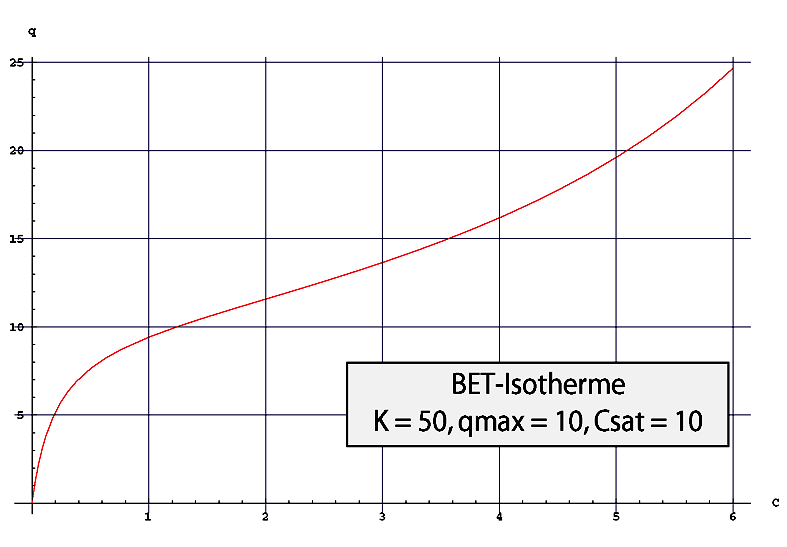 q
25
20
15
10
5
BET-Isotherme
K = 50, qmax = 10, Csat = 10
1 2 3 4 5 6 C